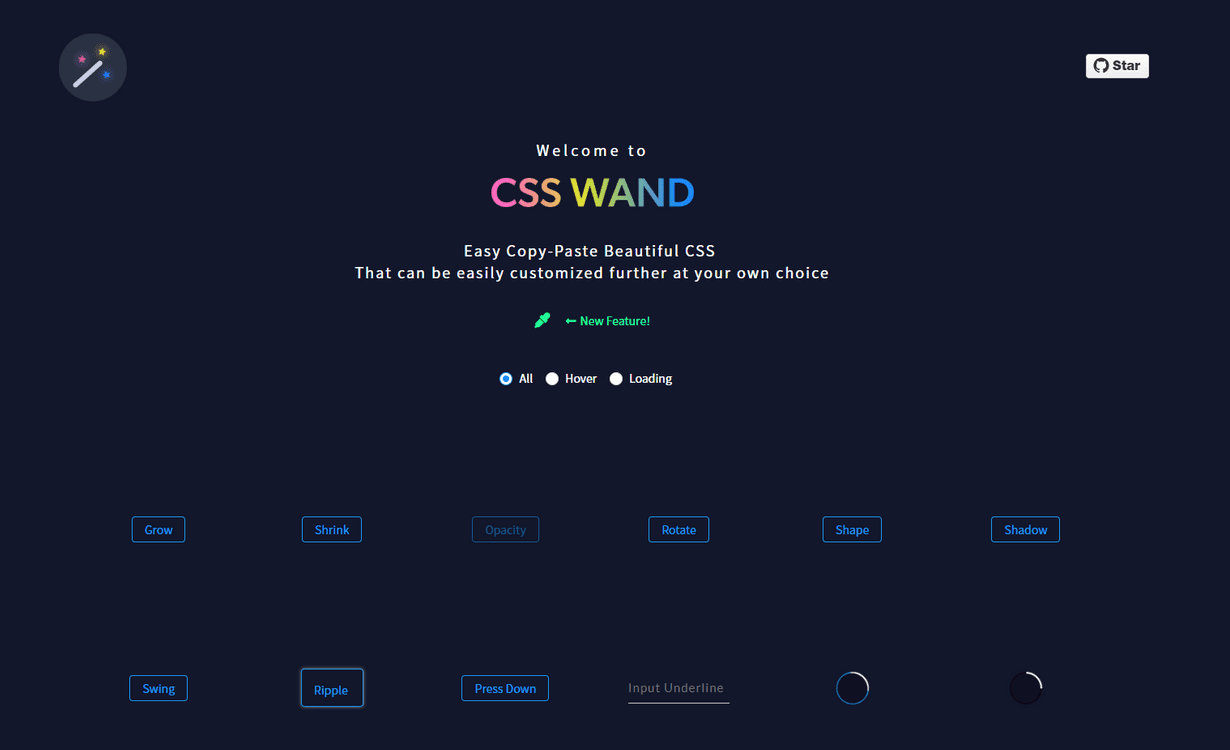 Star
Welcome to
CSS WAND
Easy Copy-Paste Beautiful CSS
That can be easily customized further at your own choice
← New Feature!
All Hover Loading
Grow Shrink Opacity Rotate Shape Shadow
Swing Ripple Press Down Input Underline